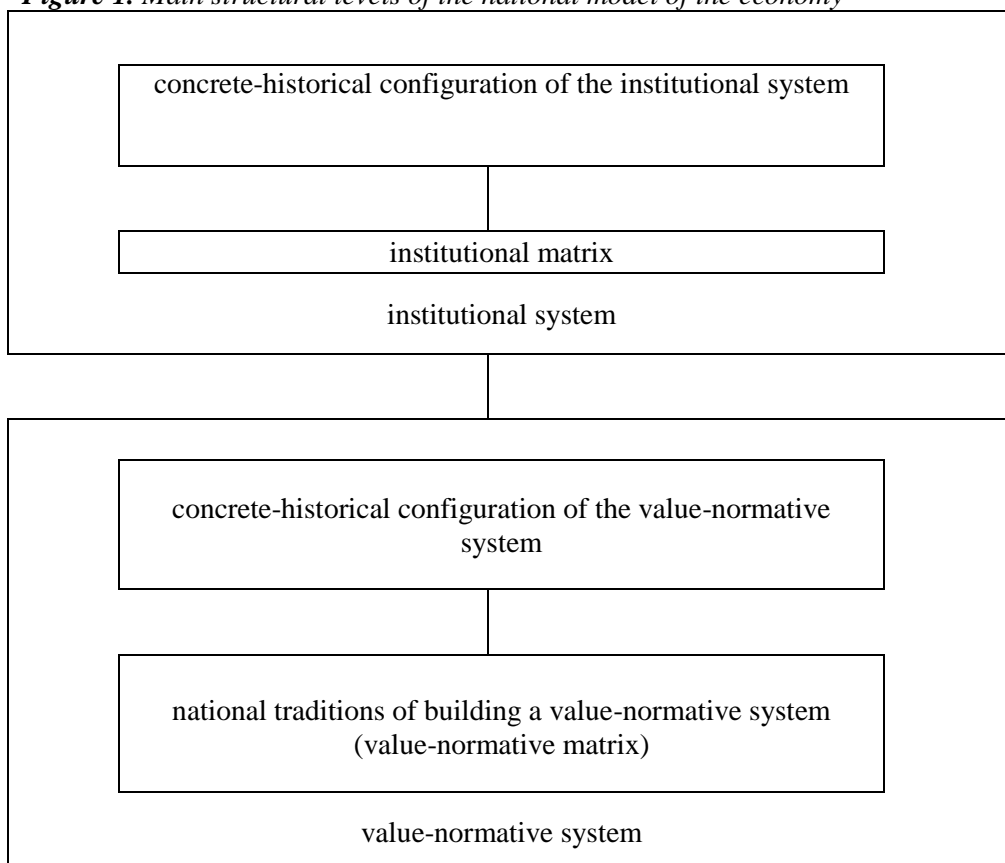 Figure 1. Main structural levels of the national model of the economy
concrete-historical configuration of the institutional system
institutional matrix
institutional system
concrete-historical configuration of the value-normative
system
national traditions of building a value-normative system
(value-normative matrix)
value-normative system